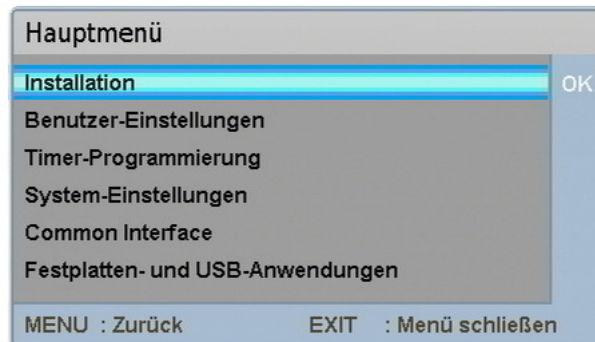 Hauptmenü
Installation OK
Benutzer-Einstellungen
Timer-Programmierung
System-Einstellungen
Common Interface
Festplatten- und USB-Anwendungen
MENU : Zurück EXIT : Menü schließen